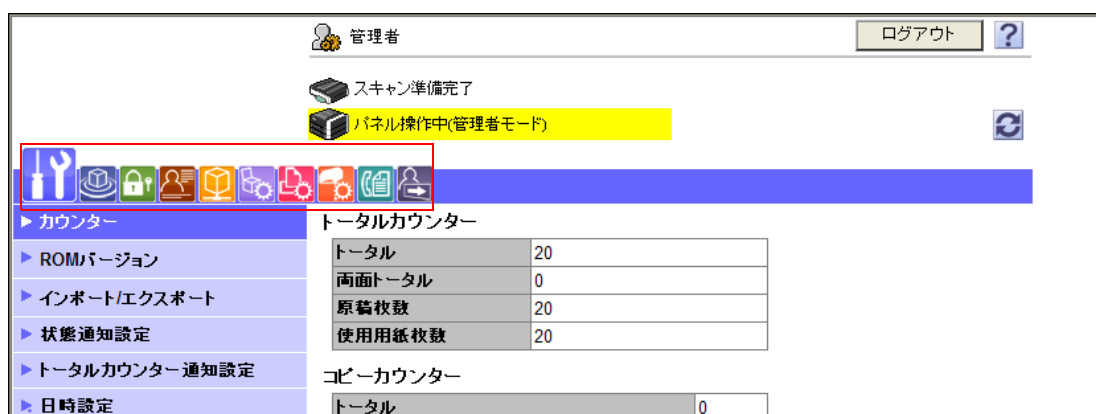 管理者
ログアウト
?
スキャン準備完了
パネル操作中(管理者モード)
カウンター
ROMバージョン
インポート/エクスポート
状態通知設定
トータルカウンター通知設定
日時設定
トータルカウンター
トータル 20
両面トータル 0
原稿枚数 20
使用用紙枚数 20
コピーカウンター
トータル 0